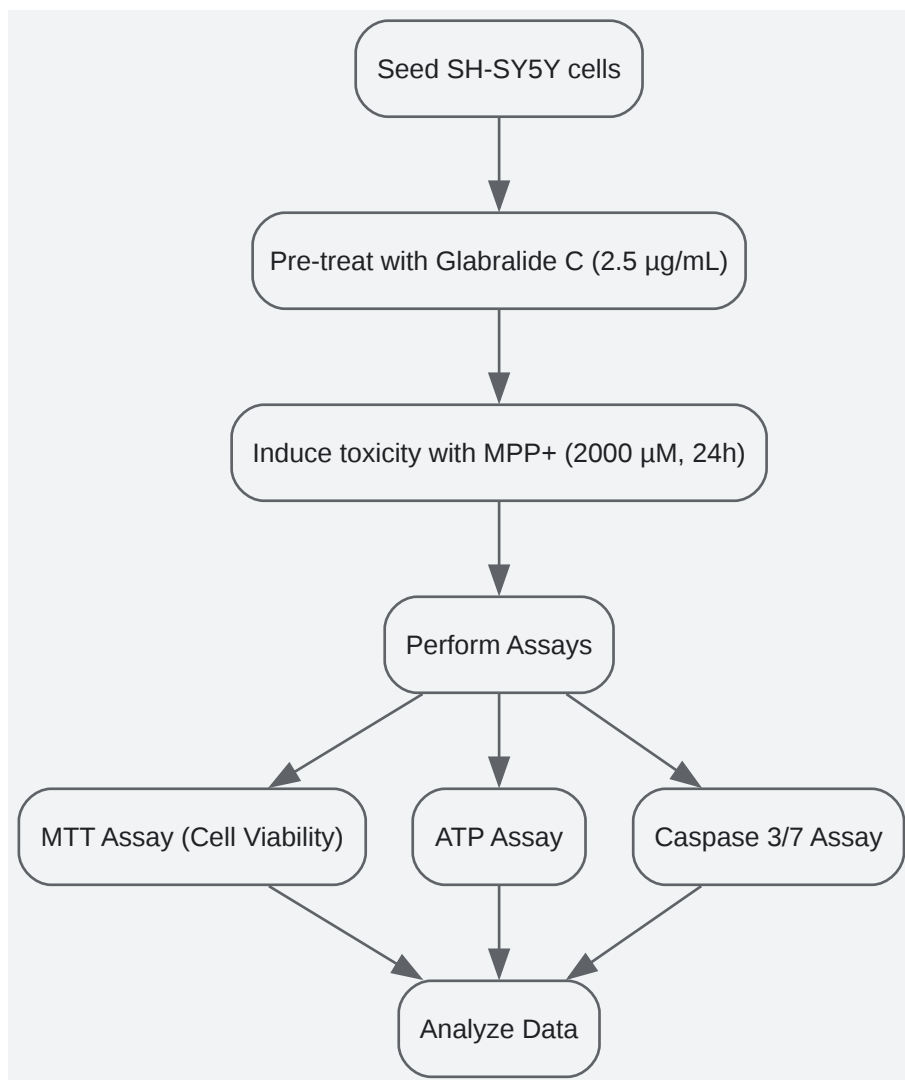 Seed SH-SY5Y cells
Pre-treat with Glabralide C (2.5 µg/mL)
Induce toxicity with MPP+ (2000 µM, 24h)
Perform Assays
MTT Assay (Cell Viability)
ATP Assay
Caspase 3/7 Assay
Analyze Data